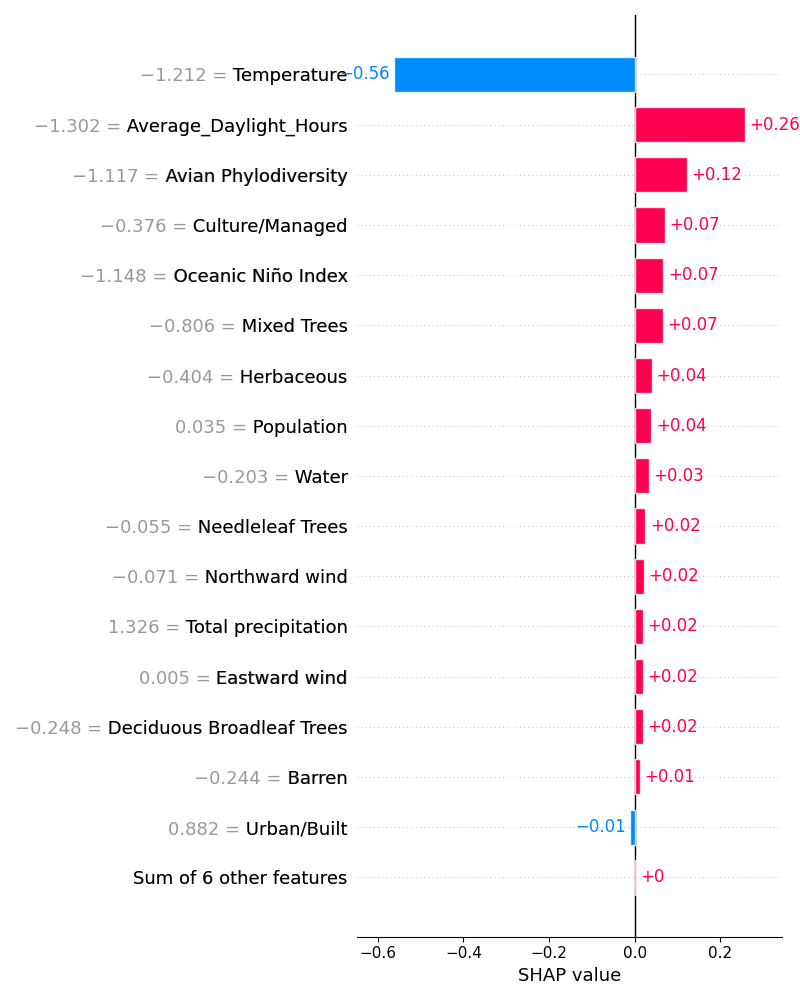 −1.212 = Temperature −0.56
−1.302 = Average_Daylight_Hours +0.26
−1.117 = Avian Phylodiversity +0.12
−0.376 = Culture/Managed +0.07
−1.148 = Oceanic Niño Index +0.07
−0.806 = Mixed Trees +0.07
−0.404 = Herbaceous +0.04
0.035 = Population +0.04
−0.203 = Water +0.03
−0.055 = Needleleaf Trees +0.02
−0.071 = Northward wind +0.02
1.326 = Total precipitation +0.02
0.005 = Eastward wind +0.02
−0.248 = Deciduous Broadleaf Trees +0.02
−0.244 = Barren +0.01
0.882 = Urban/Built −0.01
Sum of 6 other features +0
−0.6 −0.4 −0.2 0.0 0.2
SHAP value